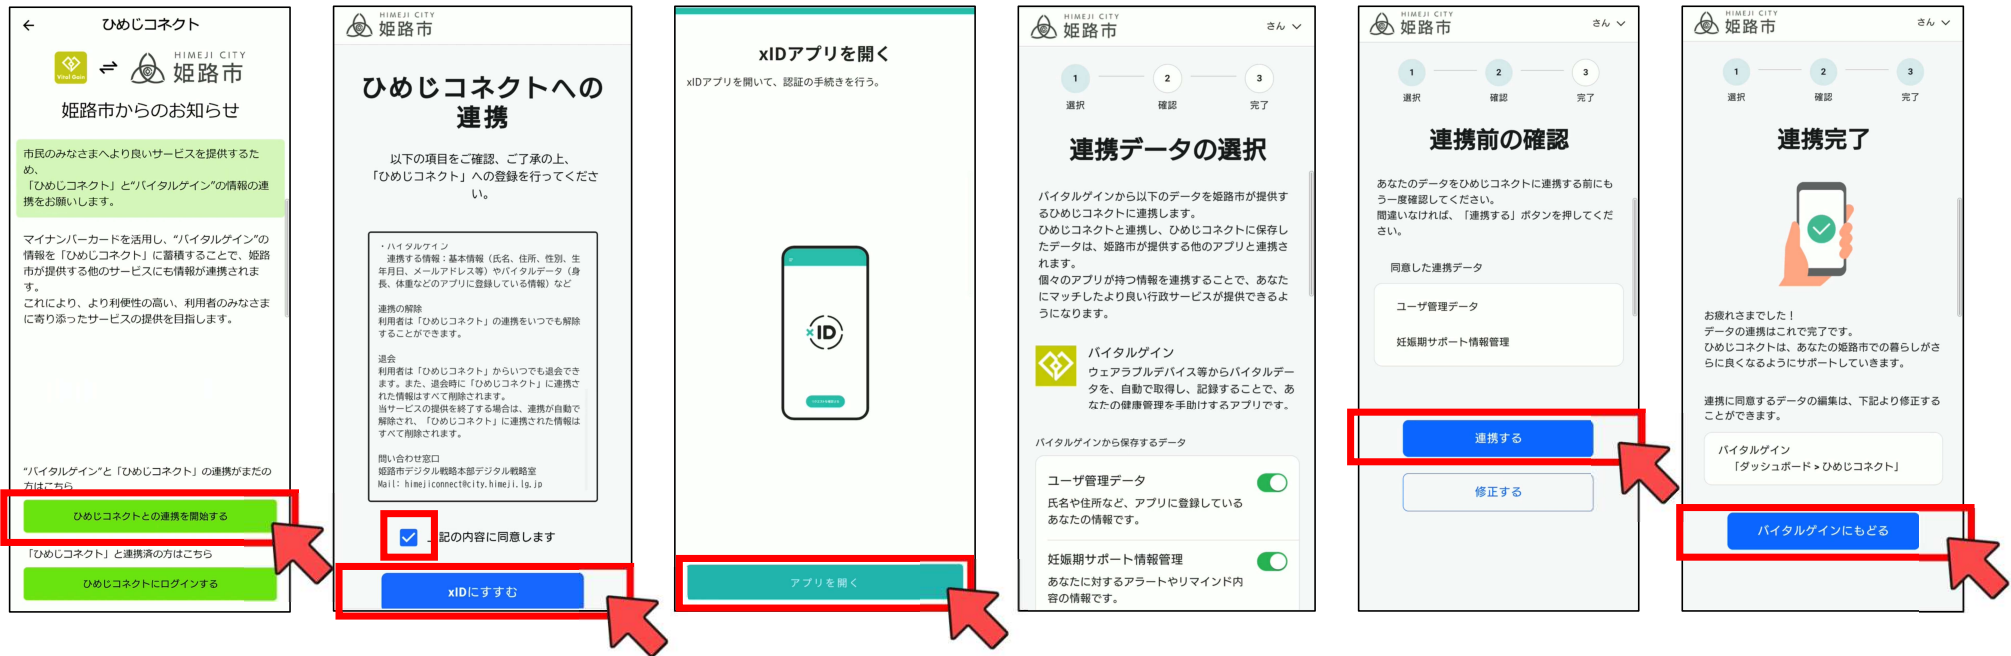 ひめじコネクト
Vital Gain
HIMEJI CITY
姫路市
姫路市からのお知らせ
市民のみなさまへより良いサービスを提供するた
め、
「ひめじコネクト」と“バイタルゲイン”の情報の連
携をお願いします。
マイナンバーカードを活用し、“バイタルゲイン”の
情報を「ひめじコネクト」に蓄積することで、姫路
市が提供する他のサービスにも情報が連携されま
す。
これにより、より利便性の高い、利用者のみなさま
に寄り添ったサービスの提供を目指します。
“バイタルゲイン”と「ひめじコネクト」の連携がまだの
方はこちら
ひめじコネクトとの連携を開始する
「ひめじコネクト」と連携済の方はこちら
ひめじコネクトにログインする
HIMEJI CITY
姫路市
ひめじコネクトへの
連携
以下の項目をご確認、ご了承の上、
「ひめじコネクト」への登録を行ってくださ
い。
・バイタルゲイン
連携する情報：基本情報（氏名、住所、性別、生
年月日、メールアドレス等）やバイタルデータ（身
長、体重などのアプリに登録している情報）など
連携の解除
利用者は「ひめじコネクト」の連携をいつでも解除
することができます。
退会
利用者は「ひめじコネクト」からいつでも退会でき
ます。また、退会時に「ひめじコネクト」に連携さ
れた情報はすべて削除されます。
当サービスの提供を終了する場合は、連携が自動で
解除され、「ひめじコネクト」に連携された情報は
すべて削除されます。
問い合わせ窓口
姫路市デジタル戦略本部デジタル戦略室
Mail: himejiconnect@city.himeji.lg.jp
記の内容に同意します
xIDにすすむ
xIDアプリを開く
xIDアプリを開いて、認証の手続きを行う。
xID
アプリを開く
HIMEJI CITY
姫路市
さん
1 2 3
選択 確認 完了
連携データの選択
バイタルゲインから以下のデータを姫路市が提供す
るひめじコネクトに連携します。
ひめじコネクトと連携し、ひめじコネクトに保存し
たデータは、姫路市が提供する他のアプリと連携さ
れます。
個々のアプリが持つ情報を連携することで、あなた
にマッチしたより良い行政サービスが提供できるよ
うになります。
バイタルゲイン
ウェアラブルデバイス等からバイタルデー
タを、自動で取得し、記録することで、あ
なたの健康管理を手助けするアプリです。
バイタルゲインから保存するデータ
ユーザ管理データ
氏名や住所など、アプリに登録している
あなたの情報です。
妊娠期サポート情報管理
あなたに対するアラートやリマインド内
容の情報です。
HIMEJI CITY
姫路市
さん
1 2 3
選択 確認 完了
連携前の確認
あなたのデータをひめじコネクトに連携する前にも
う一度確認してください。
間違いなければ、「連携する」ボタンを押してくだ
さい。
同意した連携データ
ユーザ管理データ
妊娠期サポート情報管理
連携する
修正する
HIMEJI CITY
姫路市
さん
1 2 3
選択 確認 完了
連携完了
お疲れさまでした！
データの連携はこれで完了です。
ひめじコネクトは、あなたの姫路市での暮らしがさ
らに良くなるようにサポートしていきます。
連携に同意するデータの編集は、下記より修正する
ことができます。
バイタルゲイン
「ダッシュボード > ひめじコネクト」
バイタルゲインにもどる